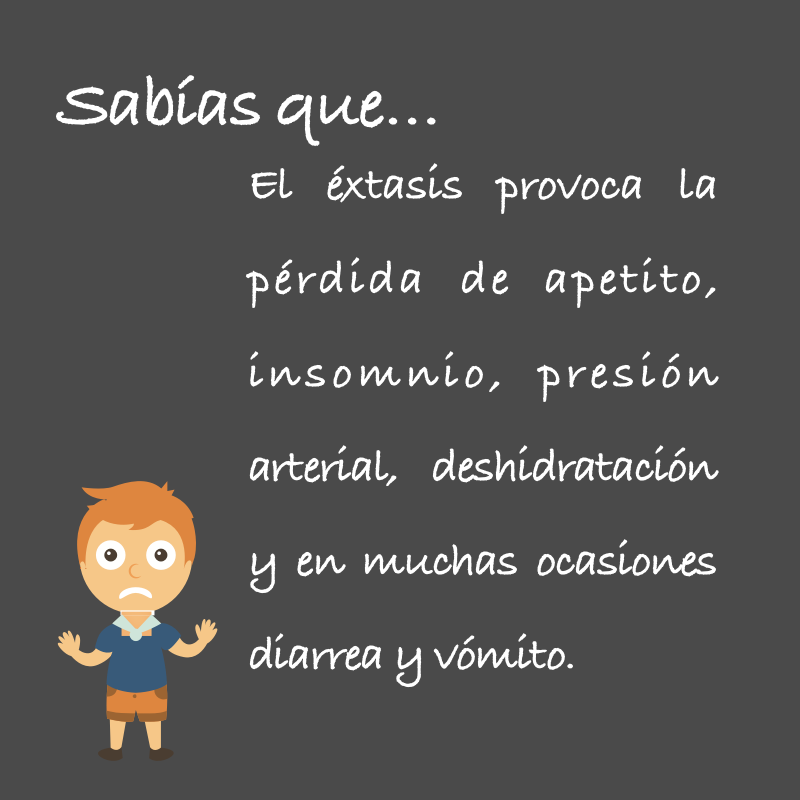 Sabías que...
El éxtasis provoca la
pérdida de apetito,
insomnio, presión
arterial, deshidratación
y en muchas ocasiones
diarrea y vómito.